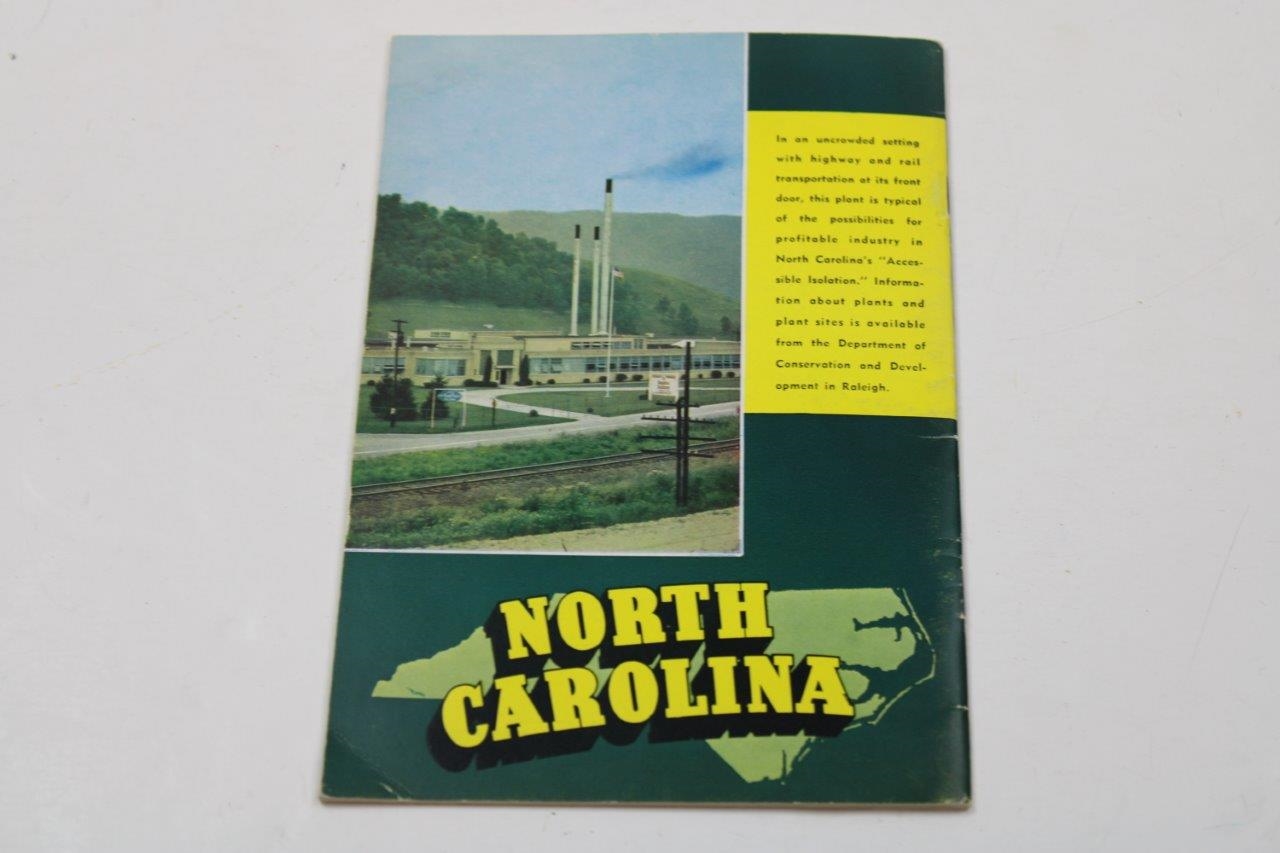 In an uncrowded setting
with highway and rail
transportation at its front
door, this plant is typical
of the possibilities for
profitable industry in
North Carolina's "Acces-
sible Isolation." Informa-
tion about plants and
plant sites is available
from the Department of
Conservation and Devel-
opment in Raleigh.
NORTH
CAROLINA